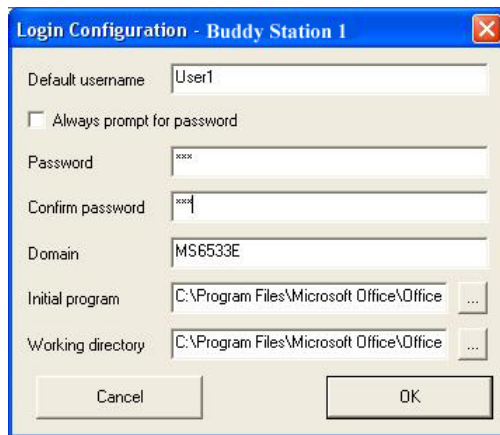 Login Configuration - Buddy Station 1
Default username User1
Always prompt for password
Password ***
Confirm password ***
Domain MS6533E
Initial program C:\Program Files\Microsoft Office\Office ...
Working directory C:\Program Files\Microsoft Office\Office ...
Cancel OK